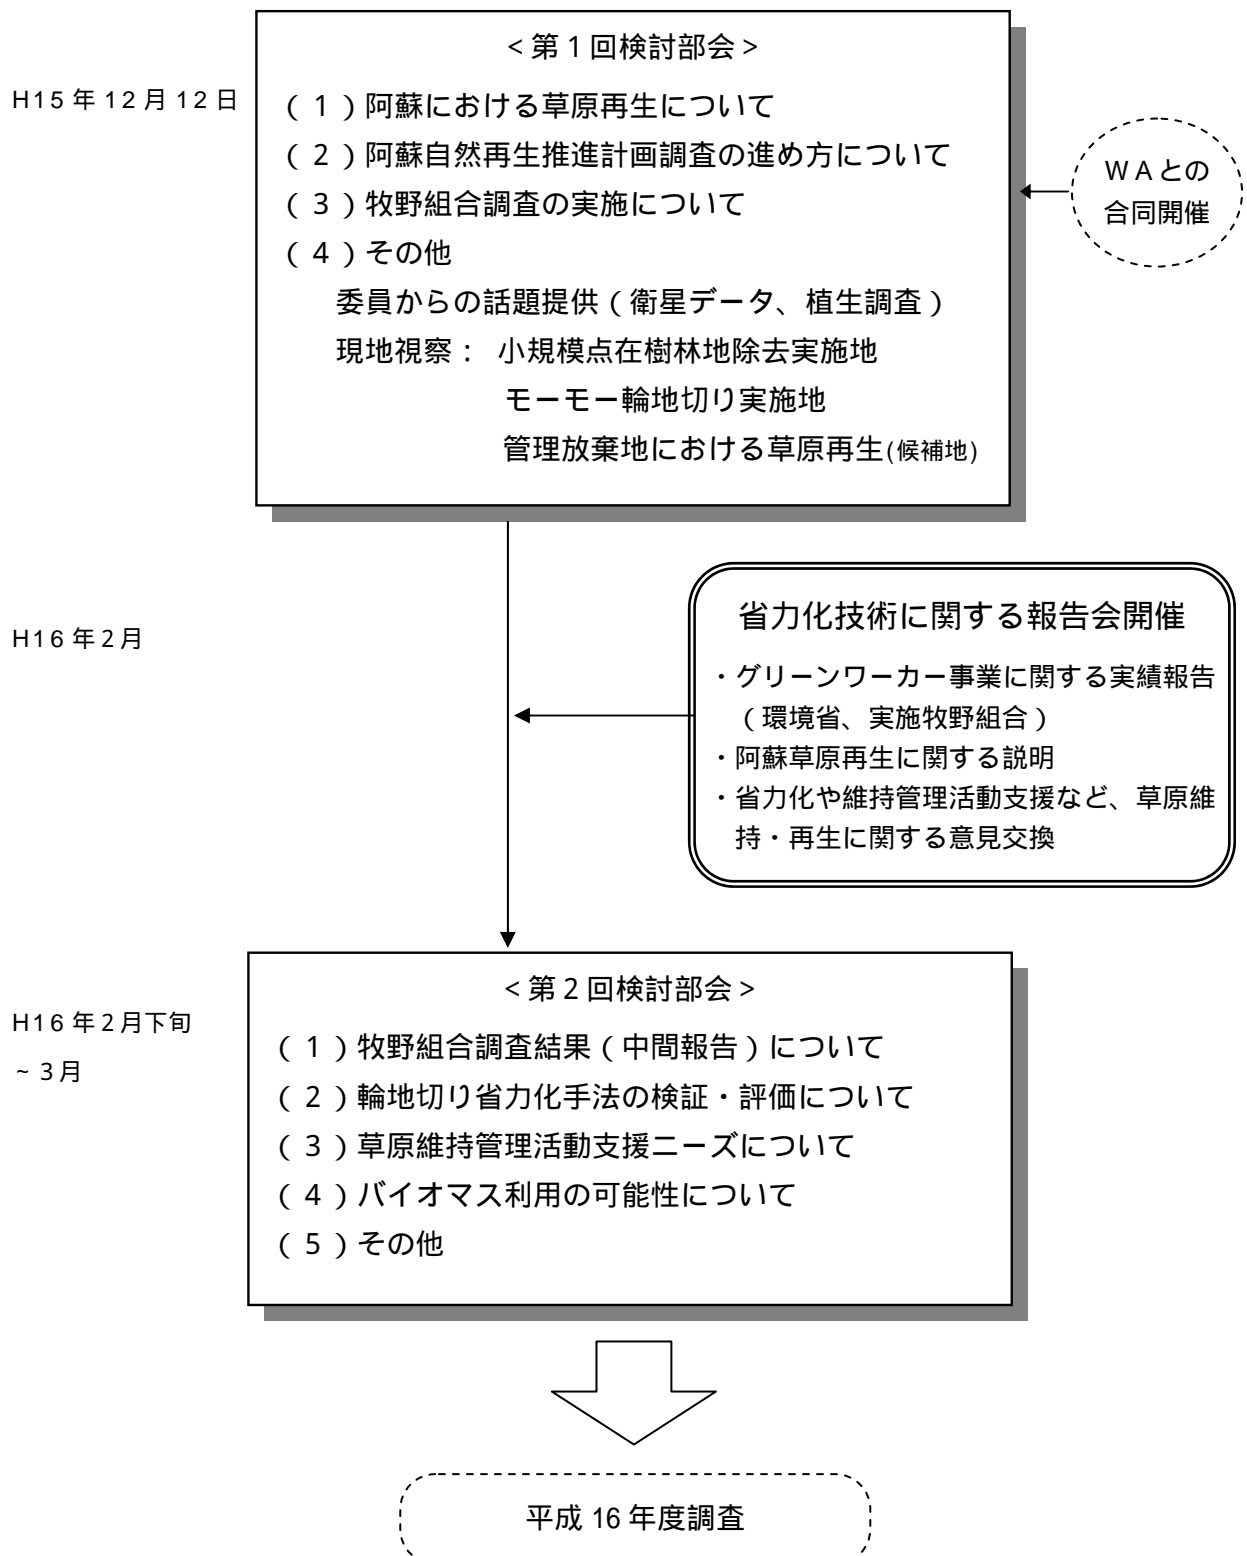 <第1回検討部会>
H15年12月12日
(1)阿蘇における草原再生について
(2)阿蘇自然再生推進計画調査の進め方について
(3)牧野組合調査の実施について
(4)その他
委員からの話題提供(衛星データ、植生調査)
現地視察: 小規模点在樹林地除去実施地
モーモー輪地切り実施地
管理放棄地における草原再生(候補地)
WAとの
合同開催
H16年2月
省力化技術に関する報告会開催
・グリーンワーカー事業に関する実績報告
(環境省、実施牧野組合)
・阿蘇草原再生に関する説明
・省力化や維持管理活動支援など、草原維
持・再生に関する意見交換
H16年2月下旬
~3月
<第2回検討部会>
(1)牧野組合調査結果(中間報告)について
(2)輪地切り省力化手法の検証・評価について
(3)草原維持管理活動支援ニーズについて
(4)バイオマス利用の可能性について
(5)その他
平成16年度調査